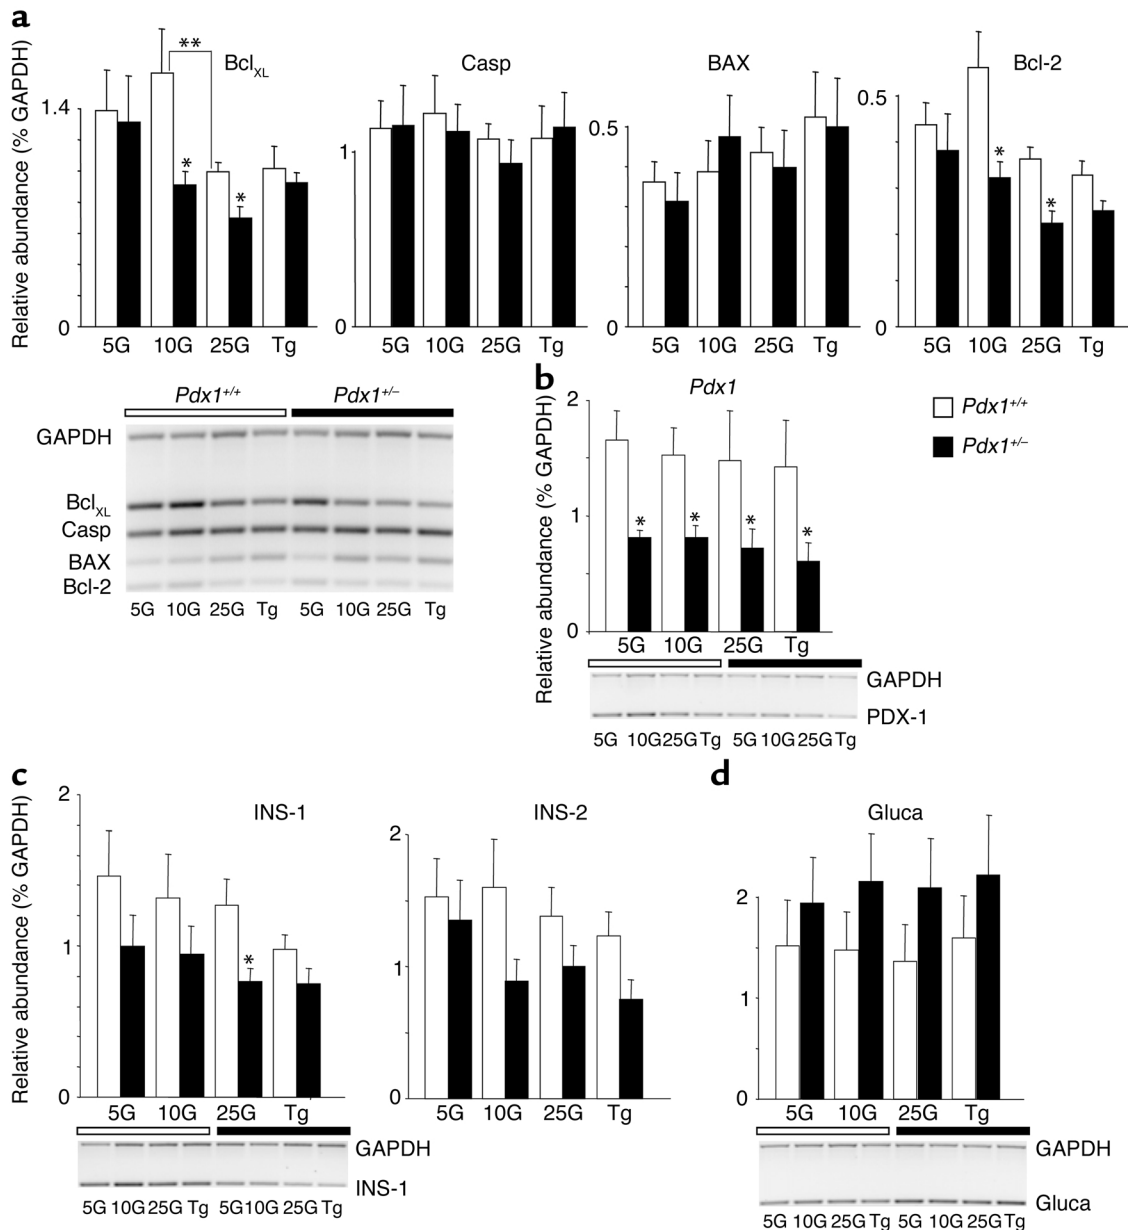 a
Relative abundance (% GAPDH)
** Bcl_XL Casp BAX Bcl-2
1.4 1 0.5 0.5
* * * *
0 0 0 0
5G 10G 25G Tg 5G 10G 25G Tg 5G 10G 25G Tg 5G 10G 25G Tg
Pdx1+/+ Pdx1+/–
GAPDH
Bcl_XL
Casp
BAX
Bcl-2
5G 10G 25G Tg 5G 10G 25G Tg
b
Pdx1
Relative abundance (% GAPDH)
2
1
0
* * * *
5G 10G 25G Tg
GAPDH
PDX-1
5G 10G 25G Tg 5G 10G 25G Tg
Pdx1+/+
Pdx1+/–
c
Relative abundance (% GAPDH)
INS-1
2
1
0
*
5G 10G 25G Tg
GAPDH
INS-1
5G 10G 25G Tg 5G 10G 25G Tg
INS-2
2
1
0
5G 10G 25G Tg
d
Gluca
2
1
0
5G 10G 25G Tg
GAPDH
Gluca
5G 10G 25G Tg 5G 10G 25G Tg